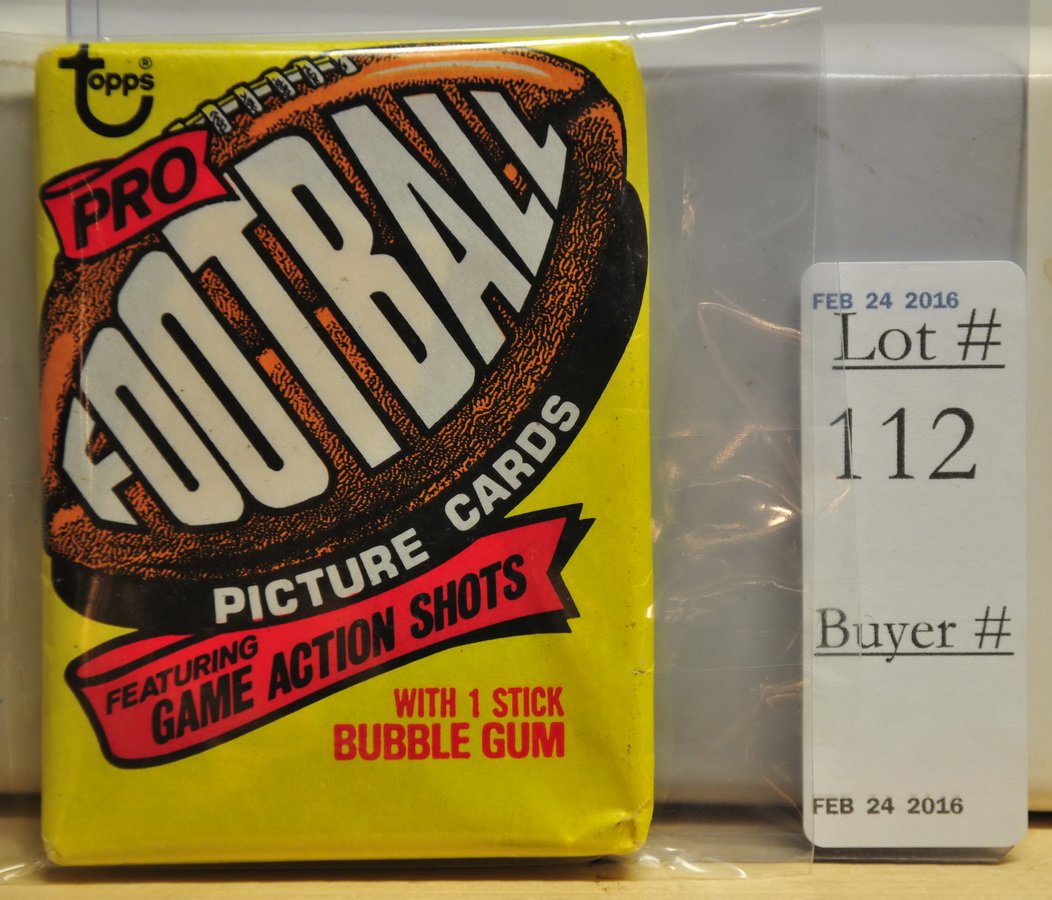 Topps®
PRO
FOOTBALL
PICTURE CARDS
FEATURING
GAME ACTION SHOTS
WITH 1 STICK
BUBBLE GUM
FEB 24 2016
Lot #
112
Buyer #
FEB 24 2016